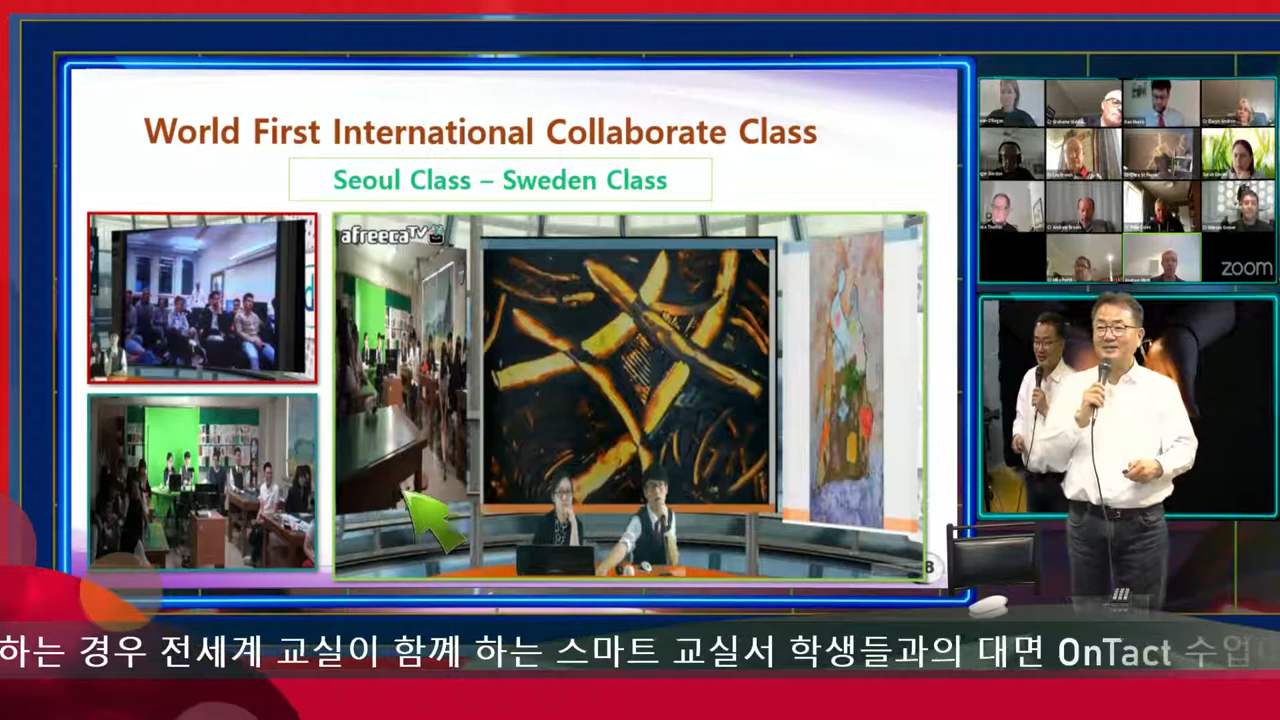 World First International Collaborate Class
Seoul Class – Sweden Class
afreecaTV
zoom
8
하는 경우 전세계 교실이 함꼐 하는 스마트 교실서 학생들과의 대면 OnTact 수업